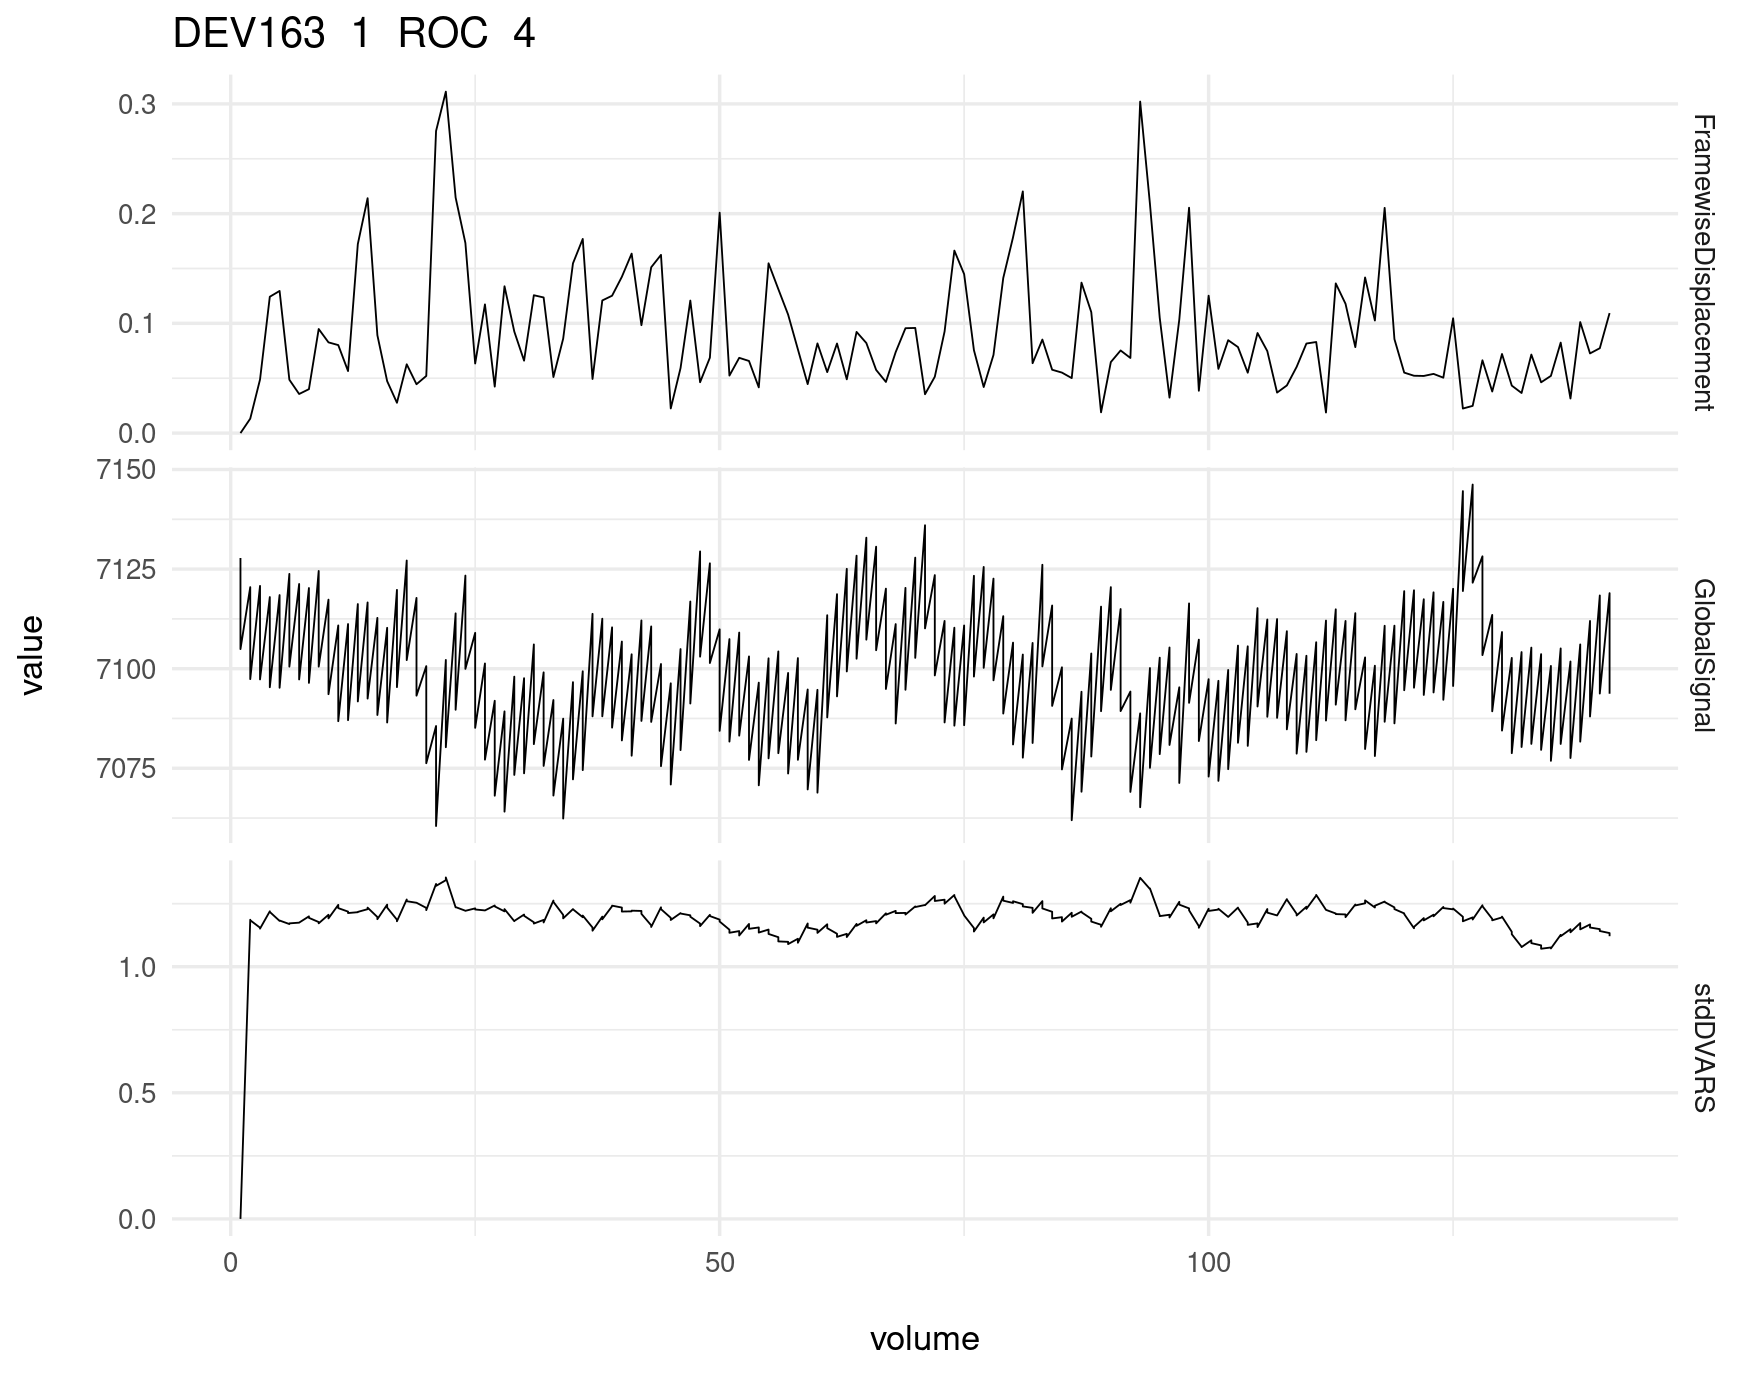 DEV163 1 ROC 4
0.3
0.2
0.1
0.0
FramewiseDisplacement
7150
7125
7100
7075
GlobalSignal
1.0
0.5
0.0
stdDVARS
value
0 50 100
volume